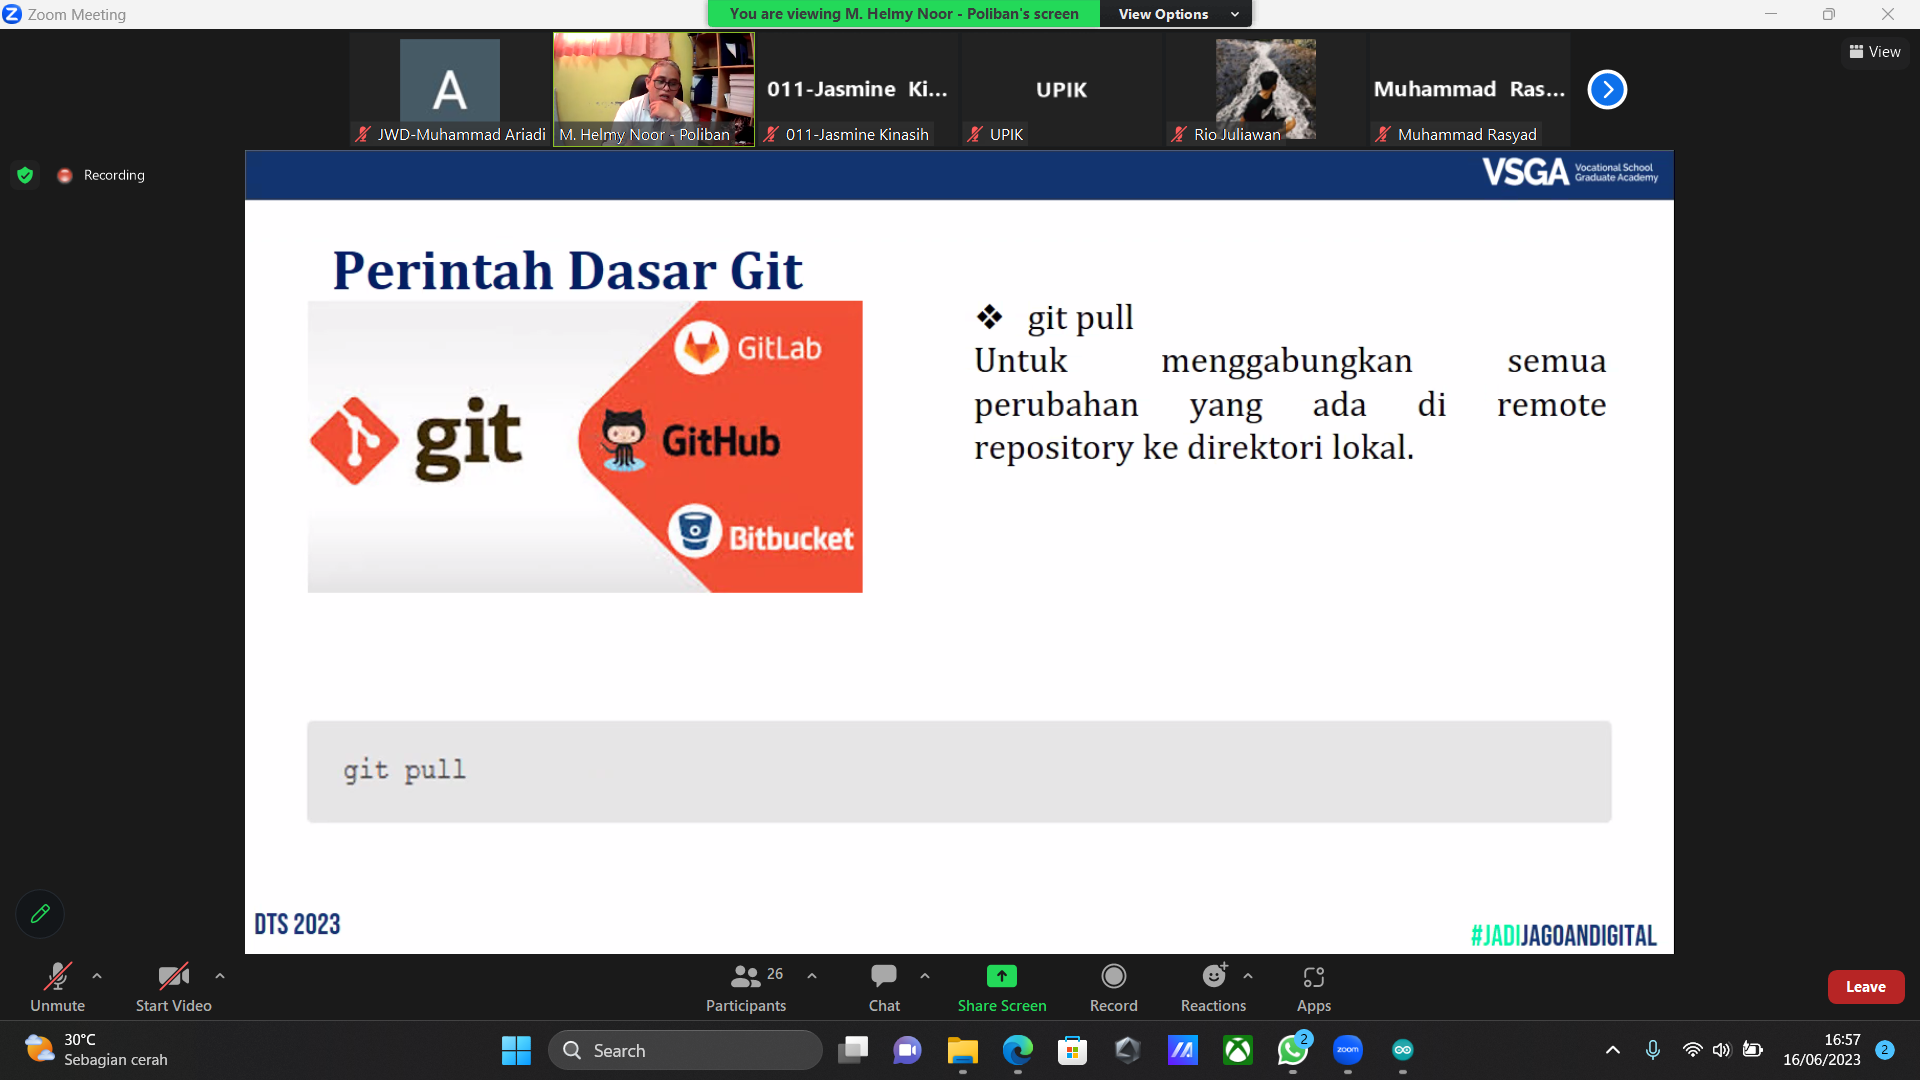 Zoom Meeting
You are viewing M. Helmy Noor - Poliban's screen
View Options
View
A
JWD-Muhammad Ariadi
M. Helmy Noor - Poliban
011-Jasmine Ki...
011-Jasmine Kinasih
UPIK
UPIK
Rio Juliawan
Muhammad Ras...
Muhammad Rasyad
Recording
VSGA
Vocational School
Graduate Academy
Perintah Dasar Git
git
GitLab
GitHub
Bitbucket
❖ git pull
Untuk menggabungkan semua
perubahan yang ada di remote
repository ke direktori lokal.
git pull
DTS 2023
#JADIJAGOANDIGITAL
Unmute
Start Video
26
Participants
Chat
Share Screen
Record
Reactions
Apps
Leave
30°C
Sebagian cerah
Search
2
zoom
16:57
16/06/2023
2